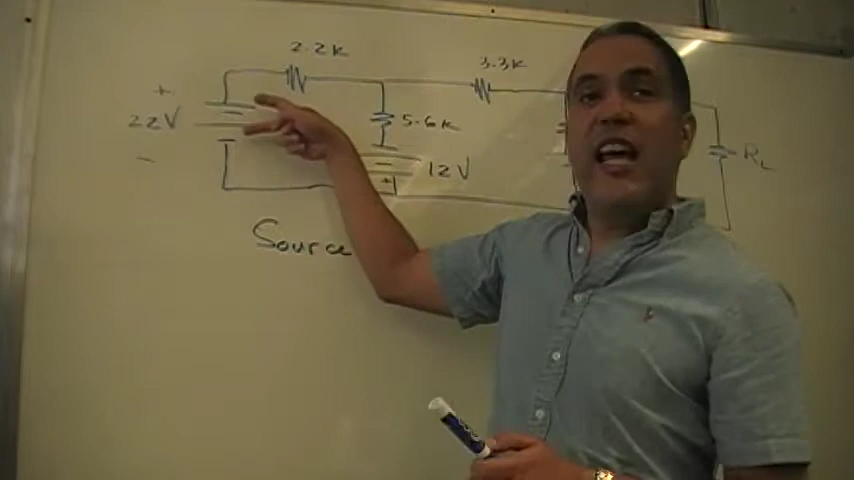 2.2K
3.3K
+
22V
-
5.6K
-
+
12V
RL
Source